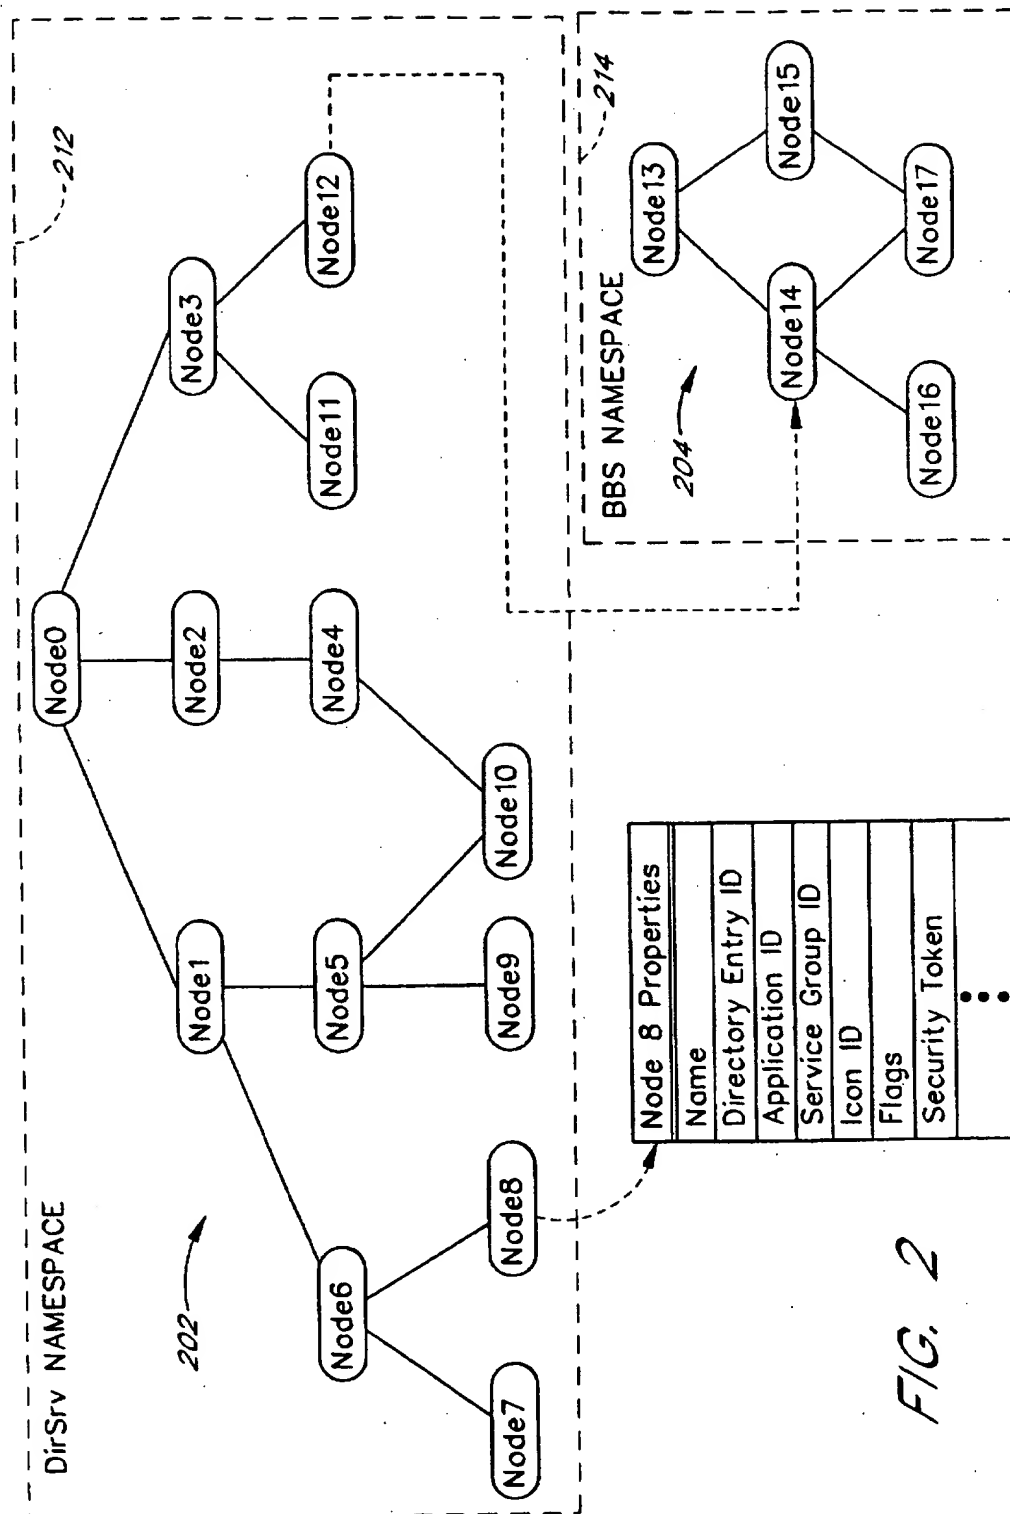 DirSrv NAMESPACE
212
202
Node0
Node1
Node2
Node3
Node6
Node5
Node4
Node11
Node12
Node7
Node8
Node9
Node10
BBS NAMESPACE
214
204
Node13
Node14
Node15
Node16
Node17
Node 8 Properties
Name
Directory Entry ID
Application ID
Service Group ID
Icon ID
Flags
Security Token
FIG. 2